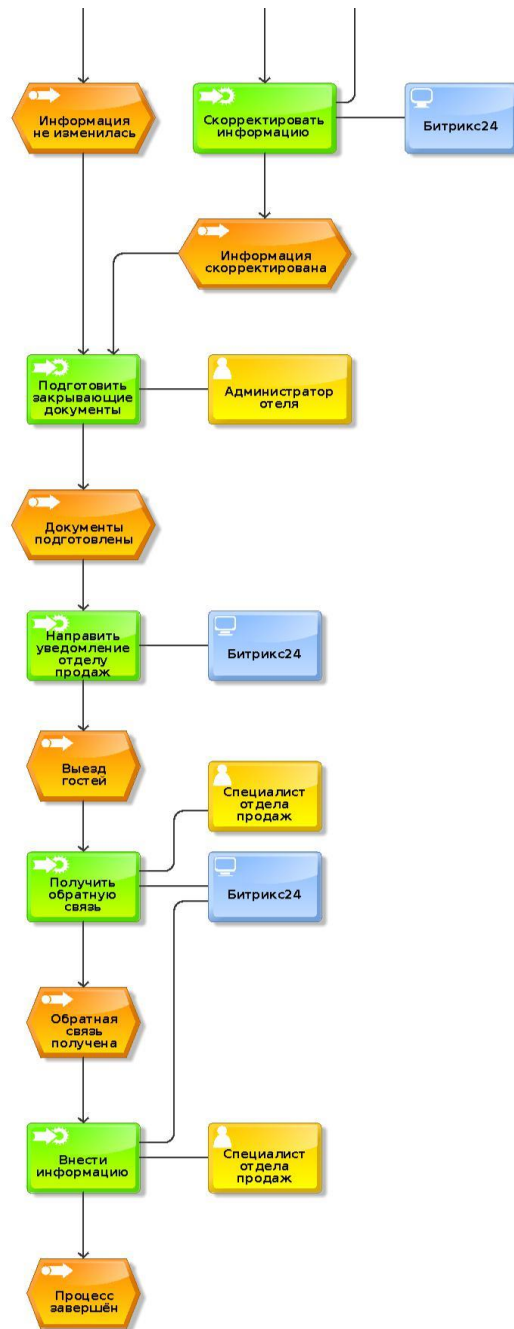 Информация
не изменилась
Скорректировать
информацию
Битрикс24
Информация
скорректирована
Подготовить
закрывающие
документы
Администратор
отеля
Документы
подготовлены
Направить
уведомление
отделу
продаж
Битрикс24
Выезд
гостей
Специалист
отдела
продаж
Получить
обратную
связь
Битрикс24
Обратная
связь
получена
Внести
информацию
Специалист
отдела
продаж
Процесс
завершён